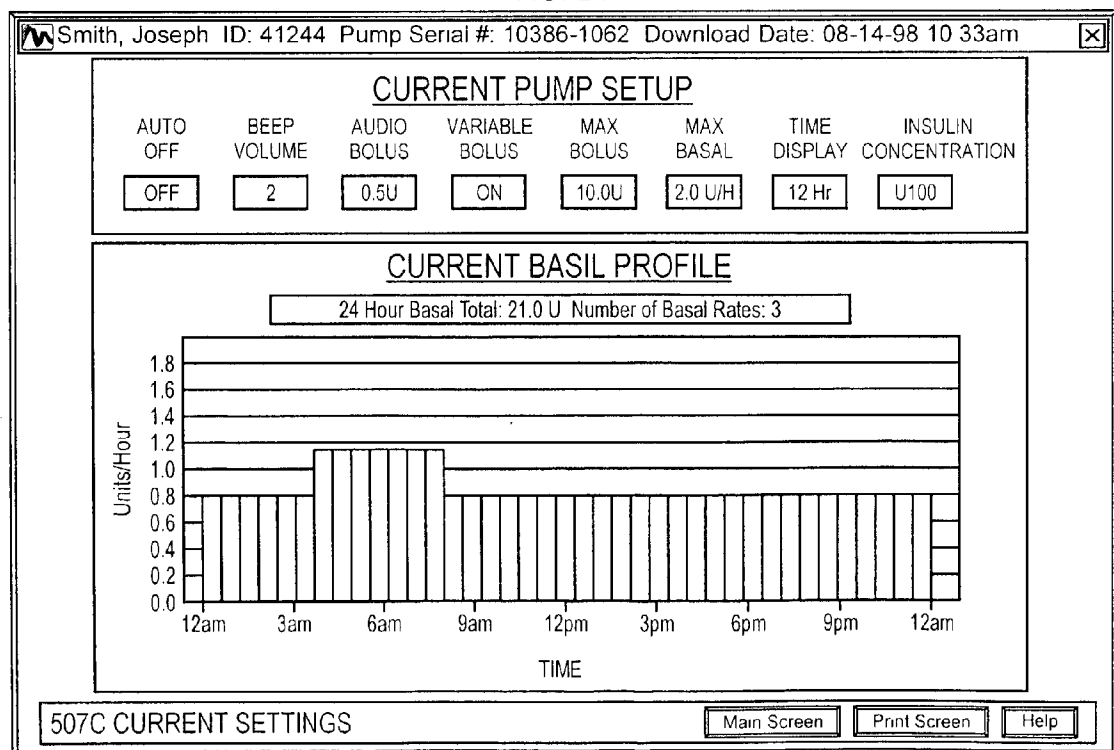 Smith, Joseph ID: 41244 Pump Serial #: 10386-1062 Download Date: 08-14-98 10 33am
CURRENT PUMP SETUP
AUTO OFF BEEP VOLUME AUDIO BOLUS VARIABLE BOLUS MAX BOLUS MAX BASAL TIME DISPLAY INSULIN CONCENTRATION
OFF 2 0.5U ON 10.0U 2.0 U/H 12 Hr U100
CURRENT BASIL PROFILE
24 Hour Basal Total: 21.0 U Number of Basal Rates: 3
Units/Hour
1.8
1.6
1.4
1.2
1.0
0.8
0.6
0.4
0.2
0.0
12am 3am 6am 9am 12pm 3pm 6pm 9pm 12am
TIME
507C CURRENT SETTINGS Main Screen Print Screen Help